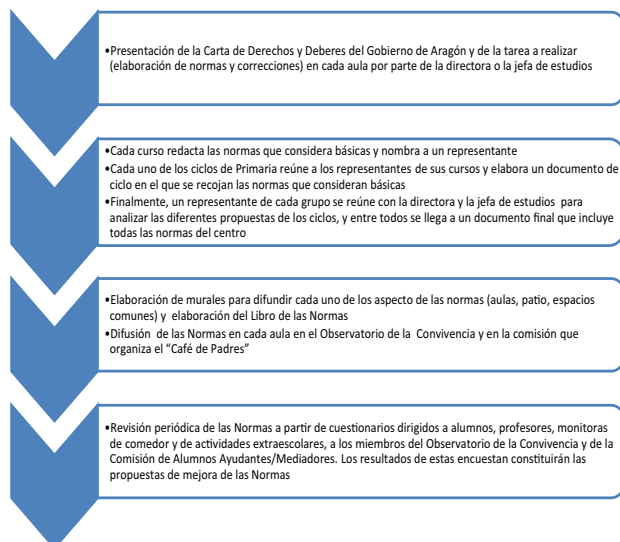 •Presentación de la Carta de Derechos y Deberes del Gobierno de Aragón y de la tarea a realizar
(elaboración de normas y correcciones) en cada aula por parte de la directora o la jefa de estudios
•Cada curso redacta las normas que considera básicas y nombra a un representante
•Cada uno de los ciclos de Primaria reúne a los representantes de sus cursos y elabora un documento de
ciclo en el que se recojan las normas que consideran básicas
•Finalmente, un representante de cada grupo se reúne con la directora y la jefa de estudios para
analizar las diferentes propuestas de los ciclos, y entre todos se llega a un documento final que incluye
todas las normas del centro
•Elaboración de murales para difundir cada uno de los aspecto de las normas (aulas, patio, espacios
comunes) y elaboración del Libro de las Normas
•Difusión de las Normas en cada aula en el Observatorio de la Convivencia y en la comisión que
organiza el “Café de Padres”
•Revisión periódica de las Normas a partir de cuestionarios dirigidos a alumnos, profesores, monitoras
de comedor y de actividades extraescolares, a los miembros del Observatorio de la Convivencia y de la
Comisión de Alumnos Ayudantes/Mediadores. Los resultados de estas encuestan constituirán las
propuestas de mejora de las Normas